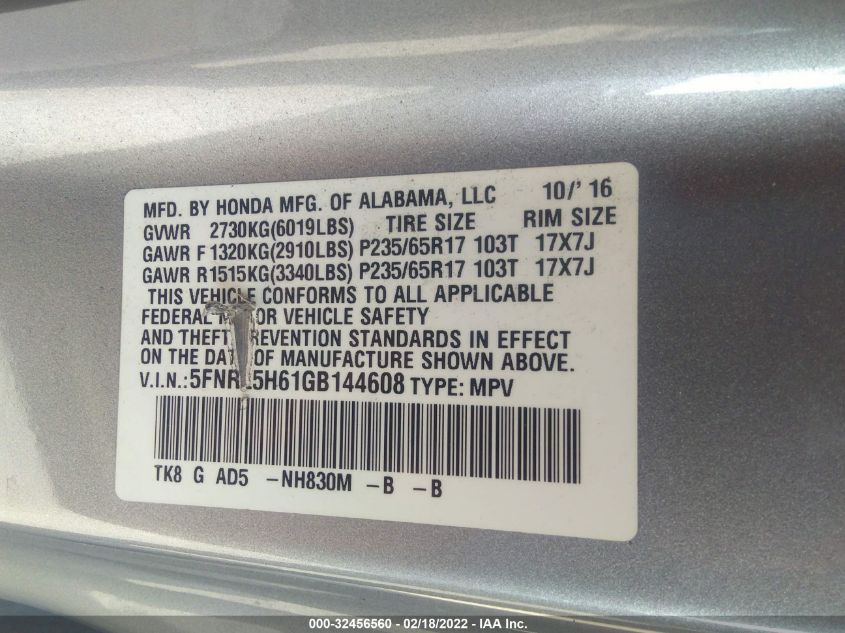 MFD. BY HONDA MFG. OF ALABAMA, LLC 10/' 16
GVWR 2730KG(6019LBS) TIRE SIZE RIM SIZE
GAWR F 1320KG(2910LBS) P235/65R17 103T 17X7J
GAWR R1515KG(3340LBS) P235/65R17 103T 17X7J
THIS VEHICLE CONFORMS TO ALL APPLICABLE
FEDERAL VEHICLE SAFETY
AND THEFT STANDARDS IN EFFECT
ON THE OF MANUFACTURE SHOWN ABOVE.
V.I.N.: TYPE: MPV
TK8 G AD5 -NH830M -B -B
000-32456560 - 02/18/2022 - IAA Inc.